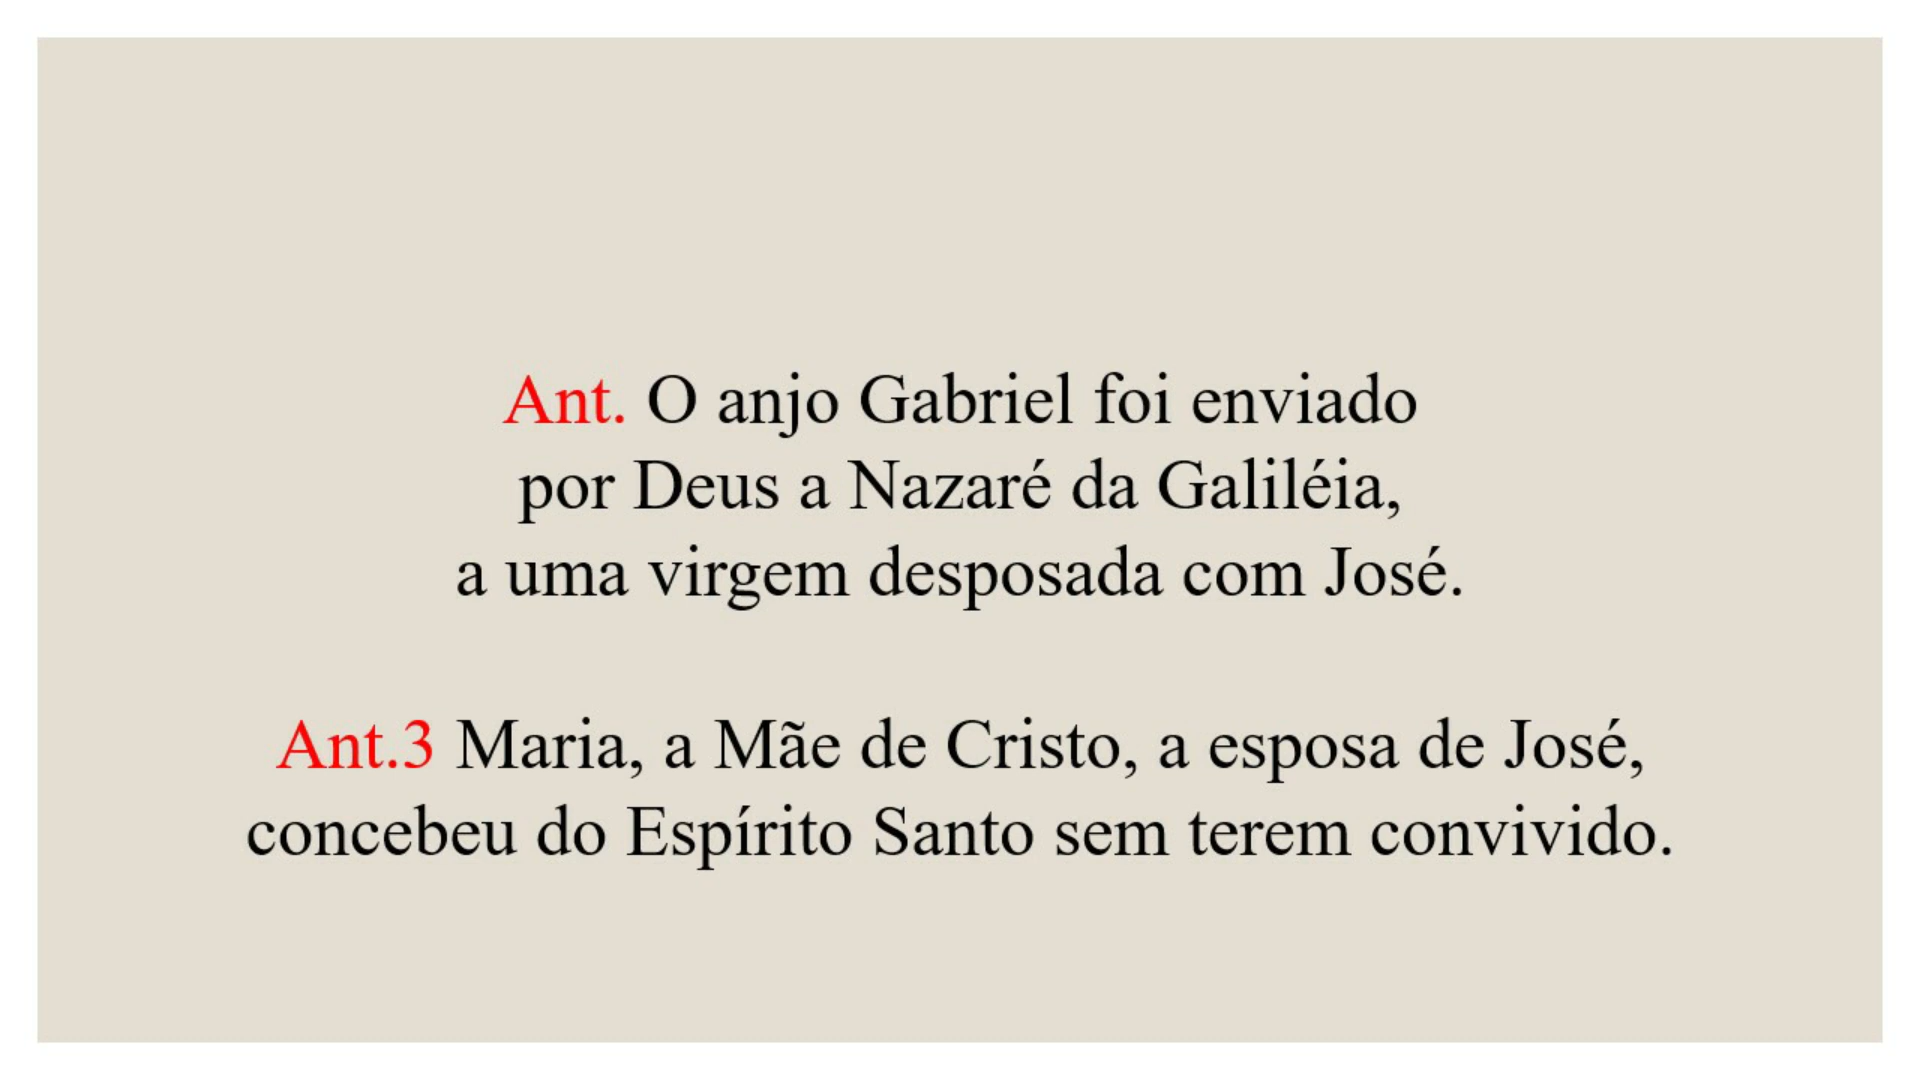 Ant. O anjo Gabriel foi enviado
por Deus a Nazaré da Galiléia,
a uma virgem desposada com José.
Ant.3 Maria, a Mãe de Cristo, a esposa de José,
concebeu do Espírito Santo sem terem convivido.